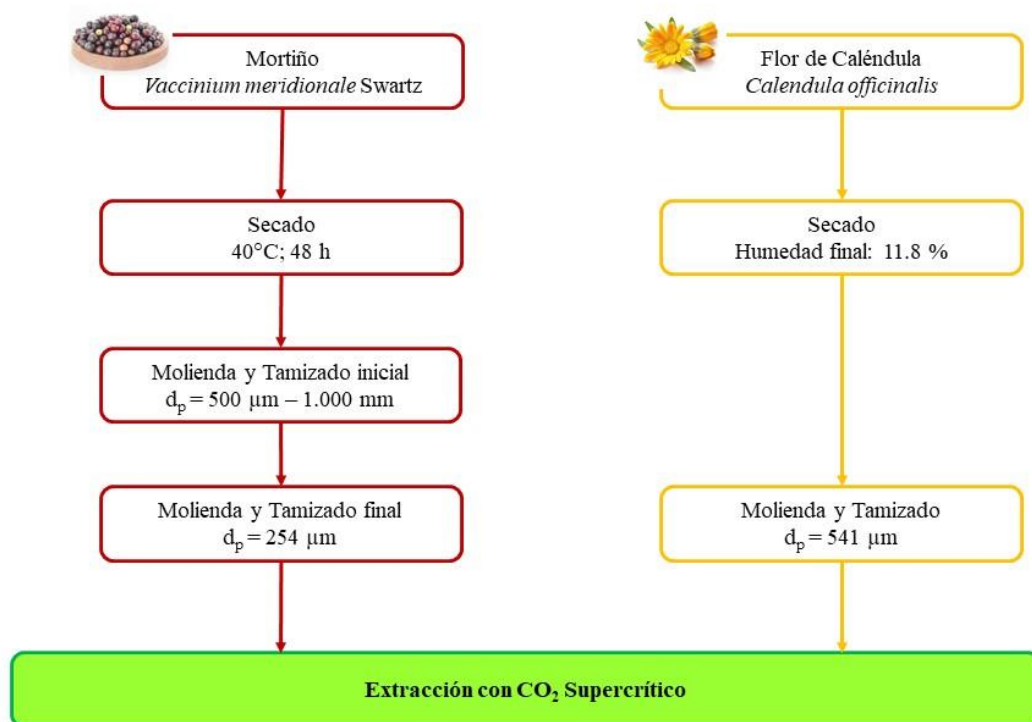 Mortiño
Vaccinium meridionale Swartz
Secado
40°C; 48 h
Molienda y Tamizado inicial
dp = 500 µm – 1.000 mm
Molienda y Tamizado final
dp = 254 µm
Flor de Caléndula
Calendula officinalis
Secado
Humedad final: 11.8 %
Molienda y Tamizado
dp = 541 µm
Extracción con CO2 Supercrítico